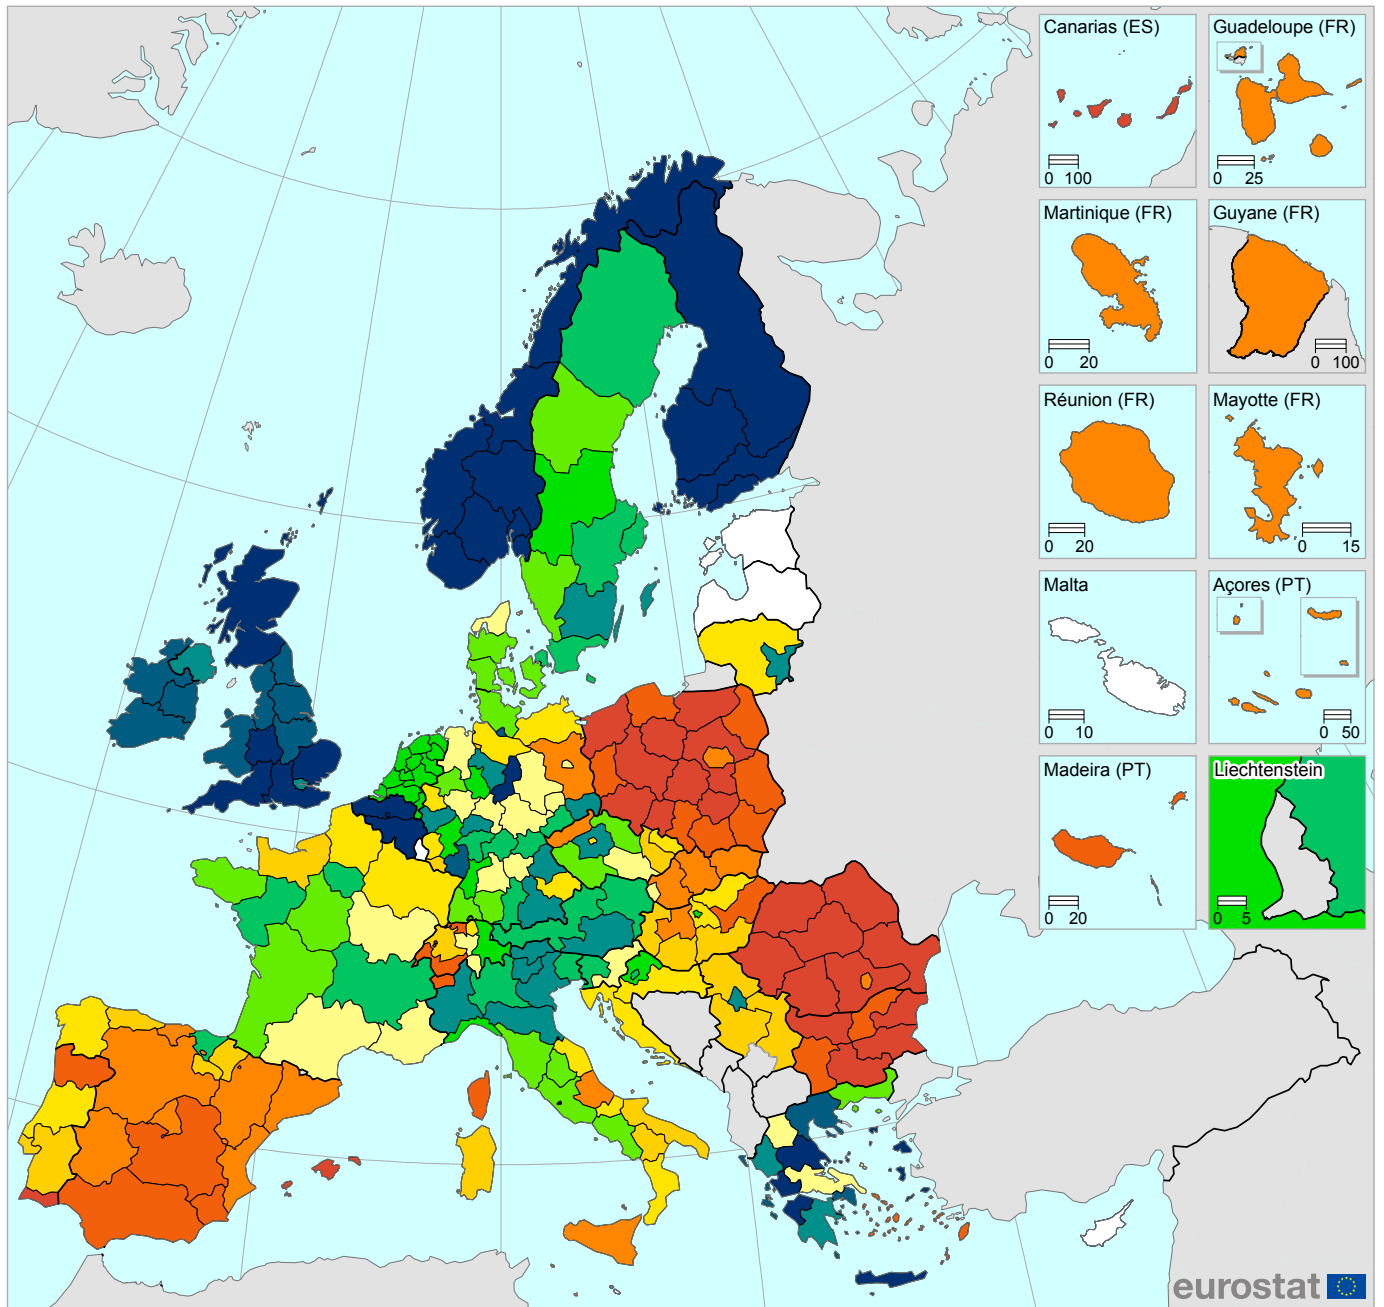 Canarias (ES)
0 100
Guadeloupe (FR)
0 25
Martinique (FR)
0 20
Guyane (FR)
0 100
Réunion (FR)
0 20
Mayotte (FR)
0 15
Malta
0 10
Açores (PT)
0 50
Madeira (PT)
0 20
Liechtenstein
0 5
eurostat